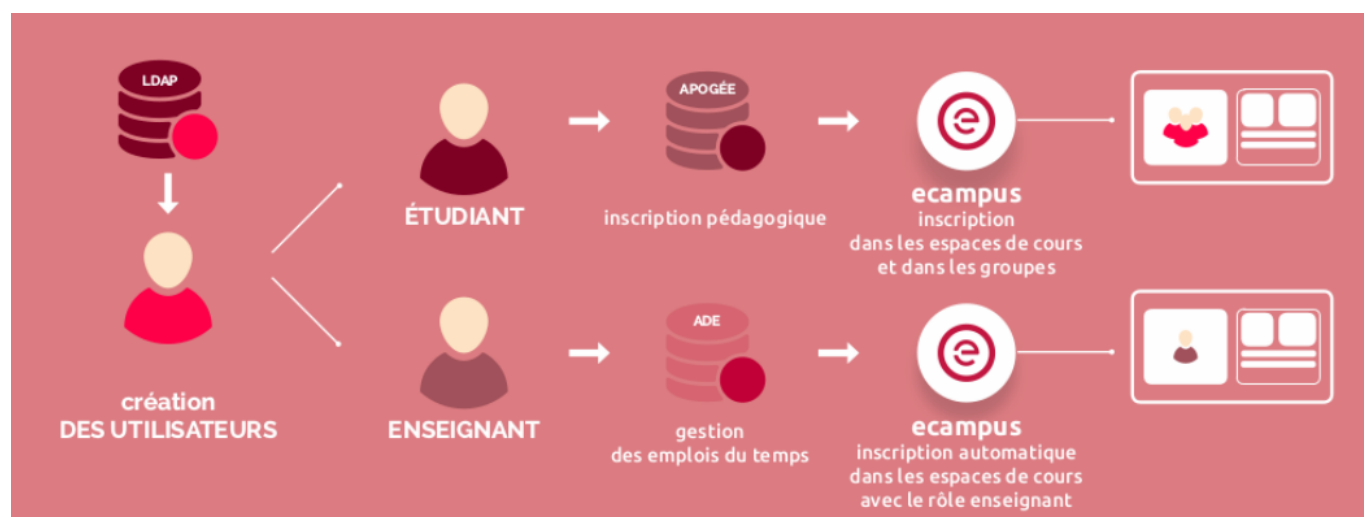 LDAP
création
DES UTILISATEURS
ÉTUDIANT
APOGÉE
inscription pédagogique
ecampus
inscription
dans les espaces de cours
et dans les groupes
ENSEIGNANT
ADE
gestion
des emplois du temps
ecampus
inscription automatique
dans les espaces de cours
avec le rôle enseignant